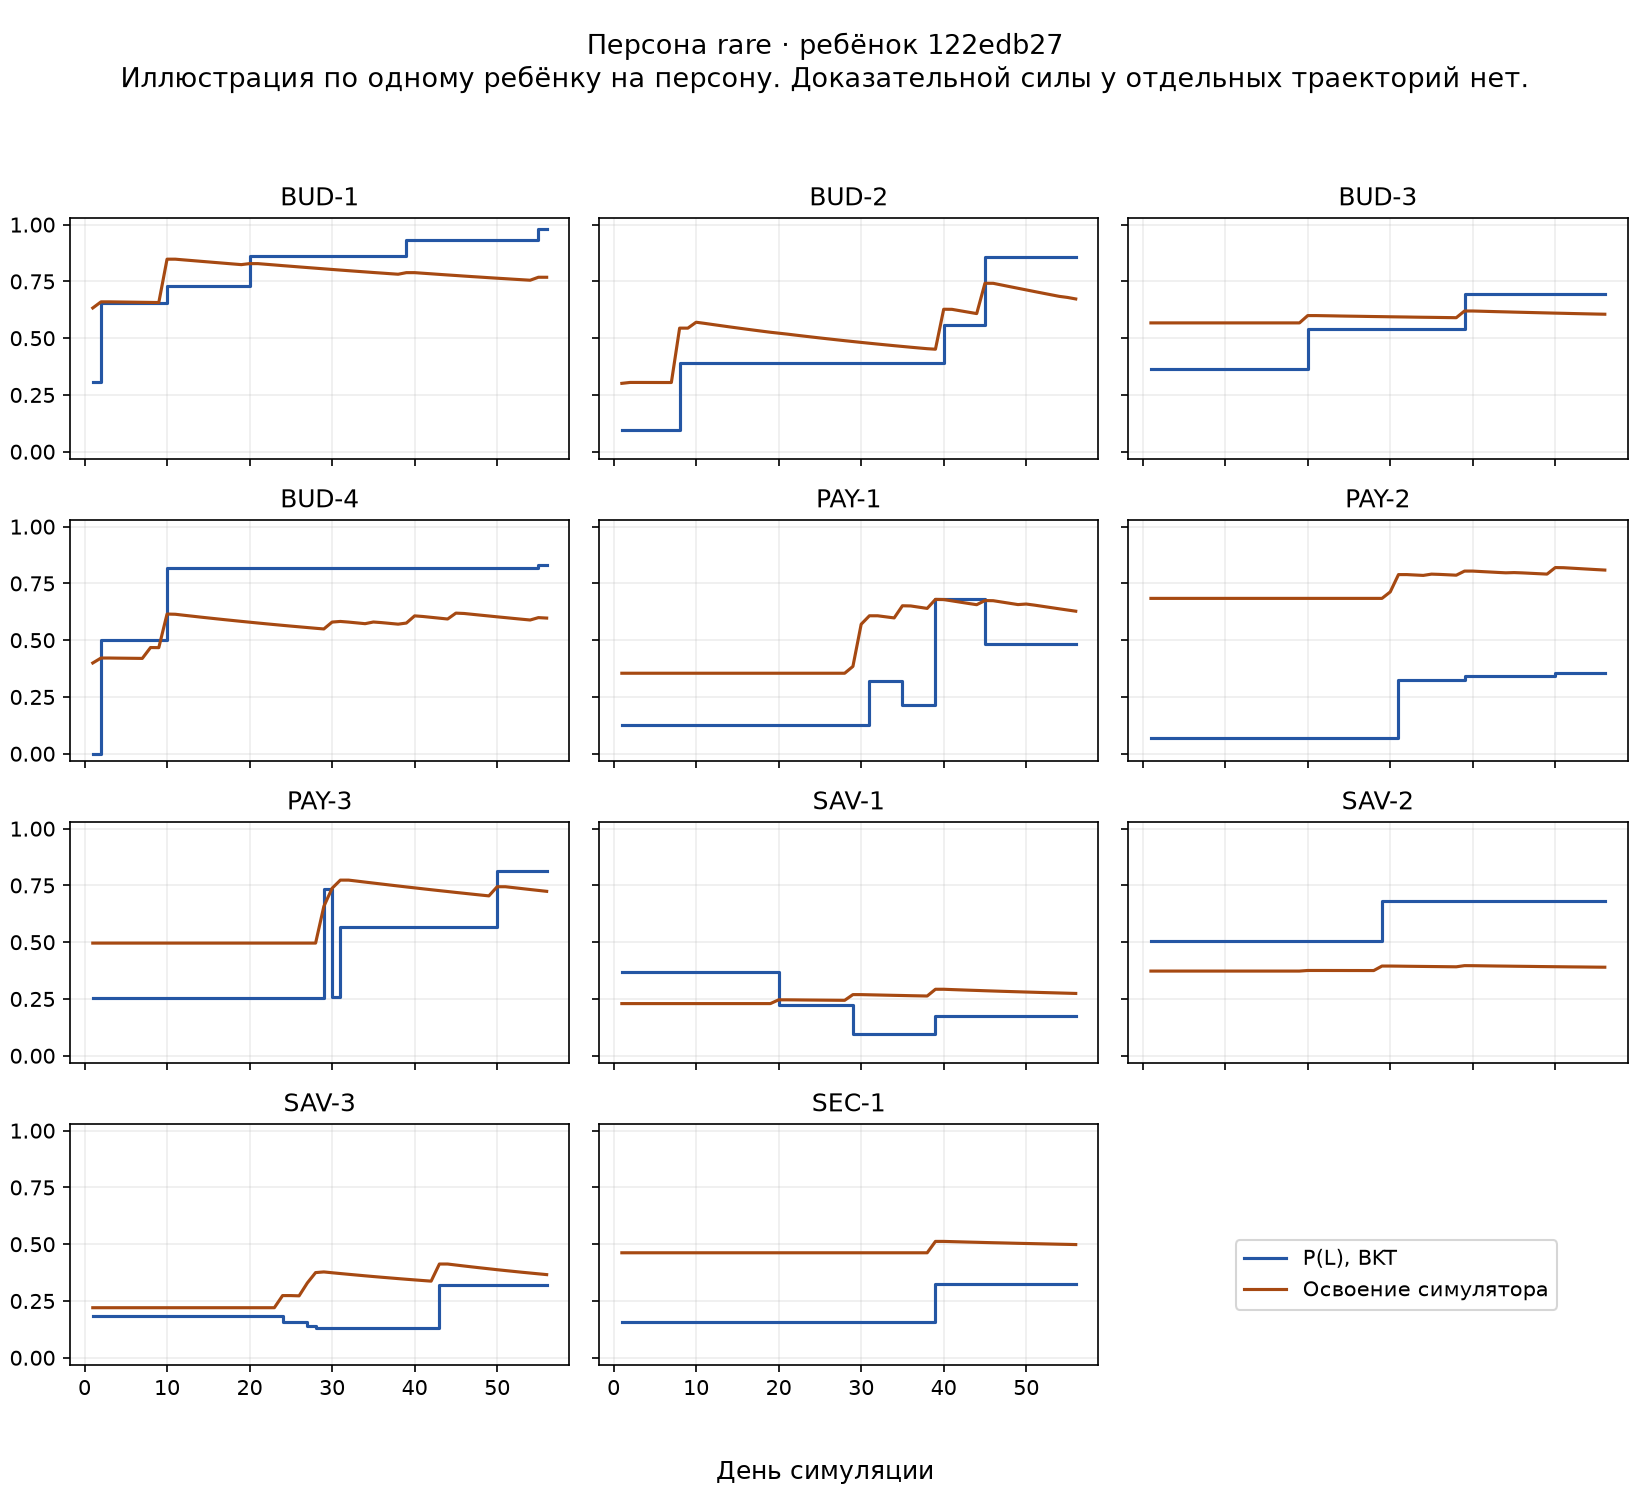 Персона rare · ребёнок 122edb27
Иллюстрация по одному ребёнку на персону. Доказательной силы у отдельных траекторий нет.
BUD-1
BUD-2
BUD-3
1.00
0.75
0.50
0.25
0.00
BUD-4
PAY-1
PAY-2
1.00
0.75
0.50
0.25
0.00
PAY-3
SAV-1
SAV-2
1.00
0.75
0.50
0.25
0.00
SAV-3
SEC-1
1.00
0.75
0.50
0.25
0.00
P(L), BKT
Освоение симулятора
0 10 20 30 40 50
0 10 20 30 40 50
День симуляции